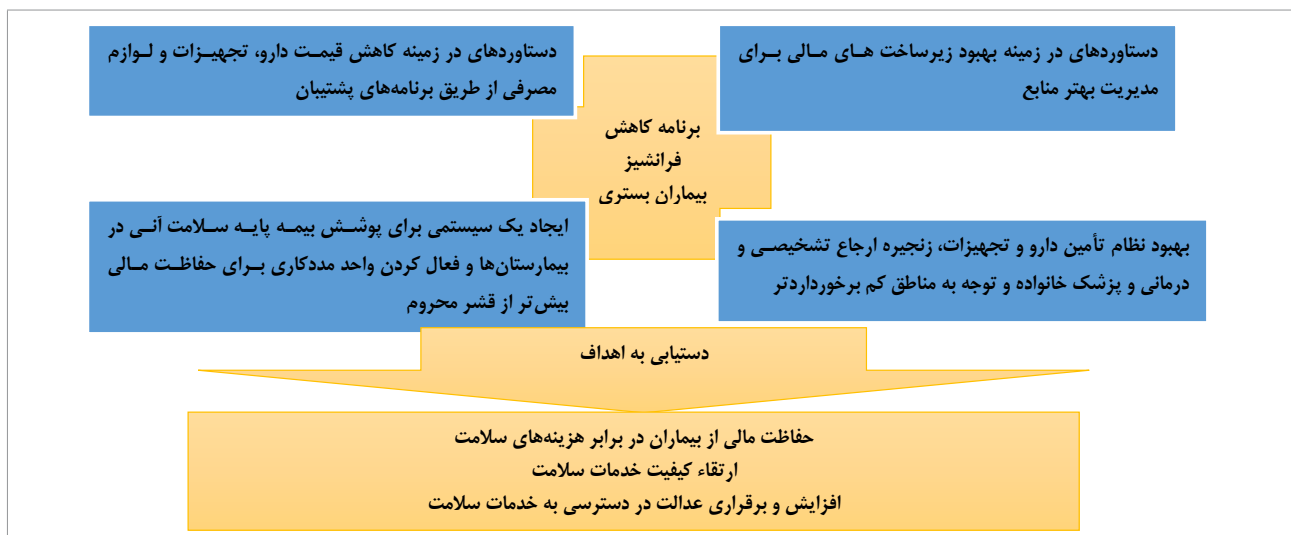 دستاوردهای در زمینه بهبود زیرساخت های مالی برای
مدیریت بهتر منابع
دستاوردهای در زمینه کاهش قیمت دارو، تجهیزات و لوازم
مصرفی از طریق برنامه‌های پشتیبان
برنامه کاهش
فرانشیز
بیماران بستری
بهبود نظام تأمین دارو و تجهیزات، زنجیره ارجاع تشخیصی و
درمانی و پزشک خانواده و توجه به مناطق کم برخورداردتر
ایجاد یک سیستمی برای پوشش بیمه پایه سلامت آنی در
بیمارستان‌ها و فعال کردن واحد مددکاری برای حفاظت مالی
بیش‌تر از قشر محروم
دستیابی به اهداف
حفاظت مالی از بیماران در برابر هزینه‌های سلامت
ارتقاء کیفیت خدمات سلامت
افزایش و برقراری عدالت در دسترسی به خدمات سلامت